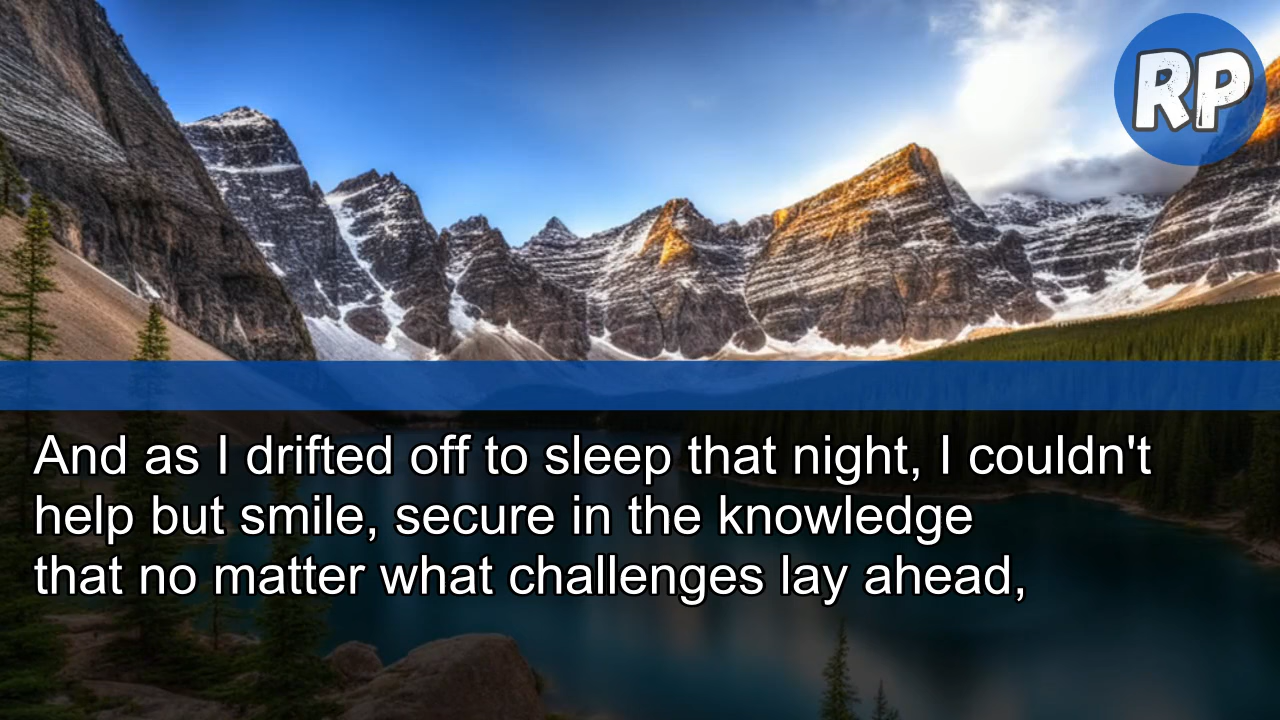 RP
And as I drifted off to sleep that night, I couldn't
help but smile, secure in the knowledge
that no matter what challenges lay ahead,